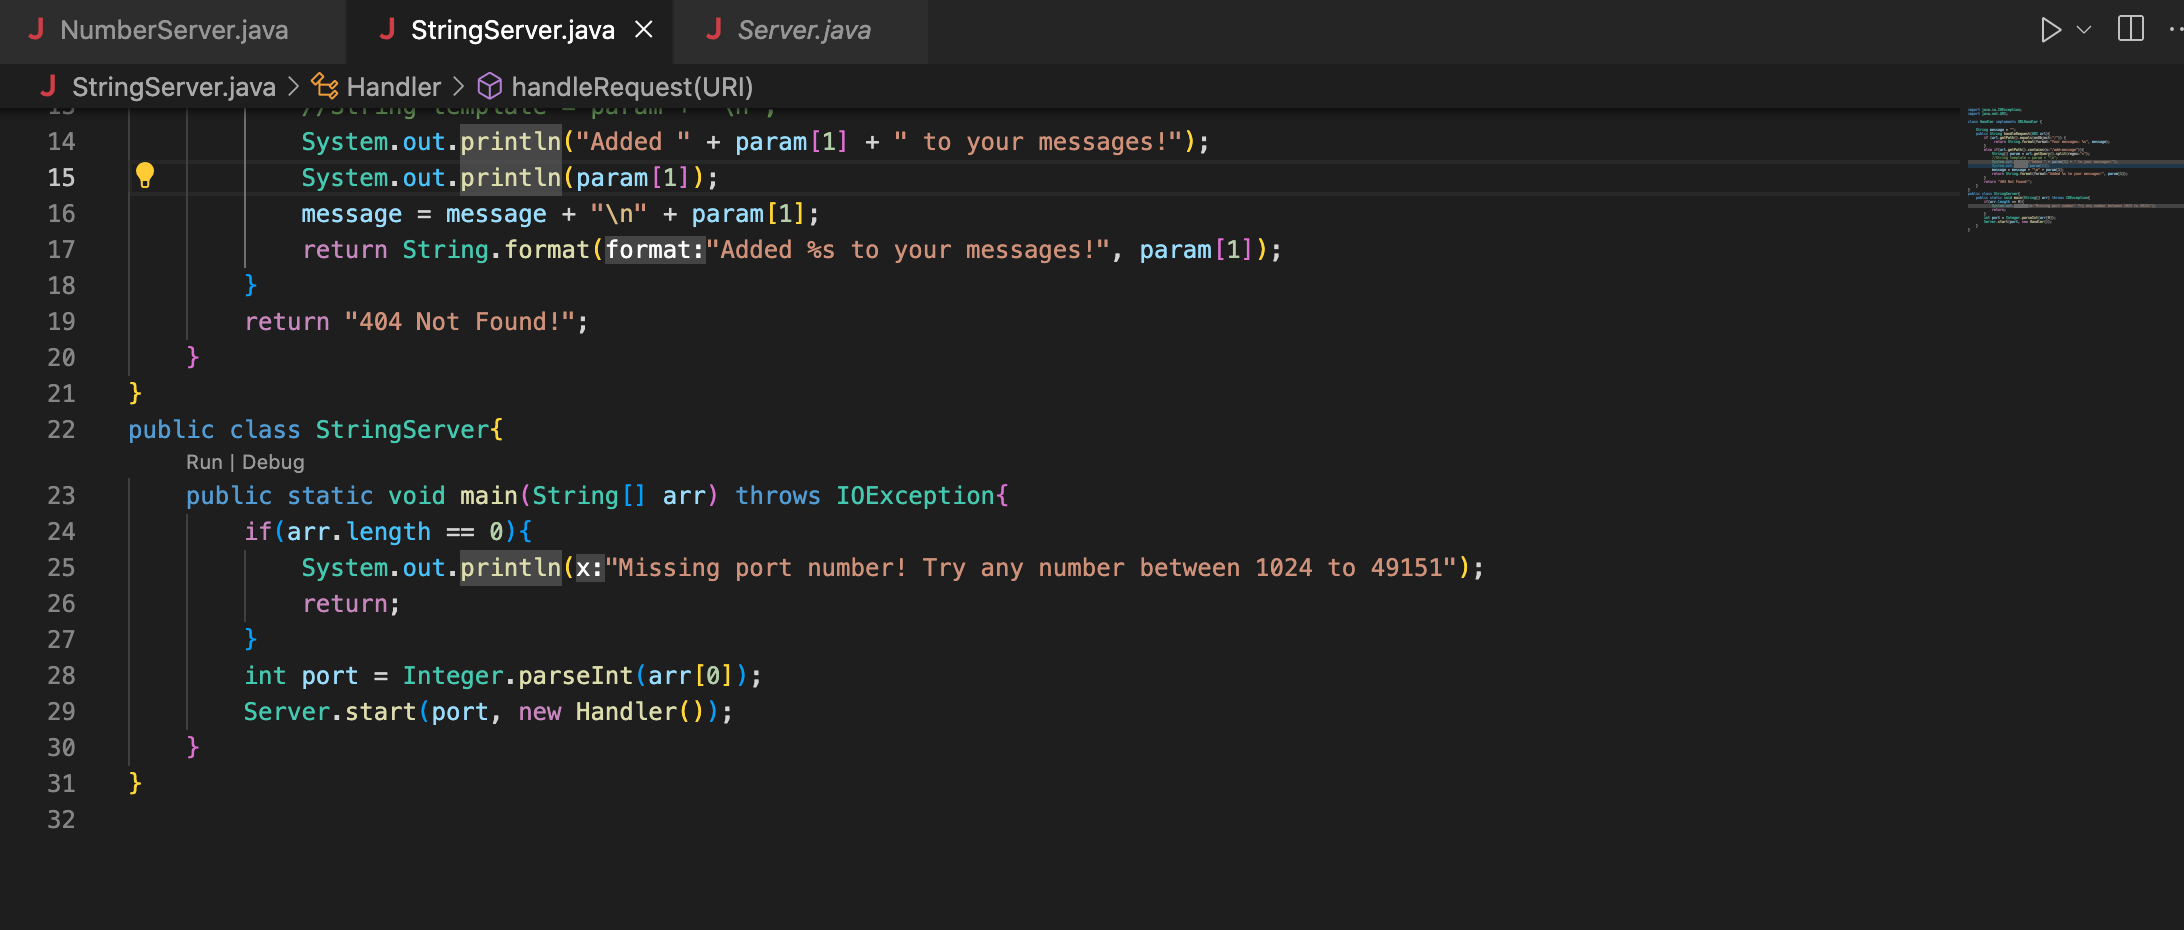 NumberServer.java StringServer.java Server.java
StringServer.java > Handler > handleRequest(URI)
13 //String template = param + "\n";
14 System.out.println("Added " + param[1] + " to your messages!");
15 System.out.println(param[1]);
16 message = message + "\n" + param[1];
17 return String.format(format:"Added %s to your messages!", param[1]);
18 }
19 return "404 Not Found!";
20 }
21 }
22 public class StringServer{
Run | Debug
23 public static void main(String[] arr) throws IOException{
24 if(arr.length == 0){
25 System.out.println(x:"Missing port number! Try any number between 1024 to 49151");
26 return;
27 }
28 int port = Integer.parseInt(arr[0]);
29 Server.start(port, new Handler());
30 }
31 }
32